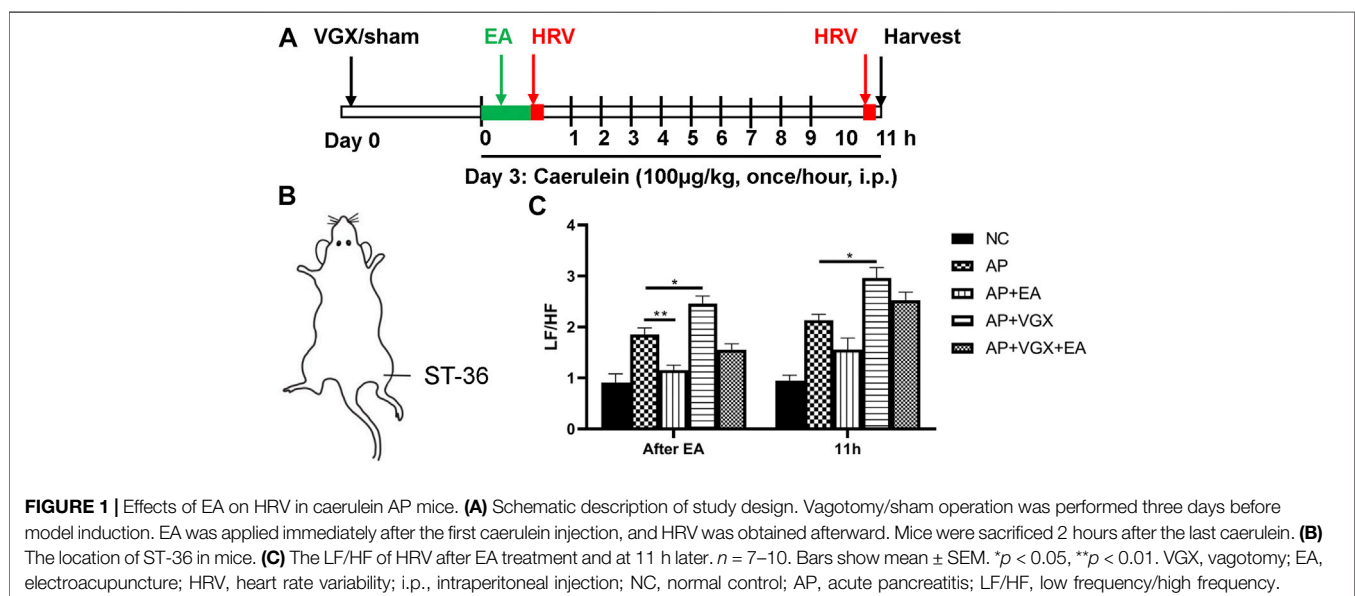 A
VGX/sham EA HRV HRV Harvest
Day 0 0 1 2 3 4 5 6 7 8 9 10 11 h
Day 3: Caerulein (100µg/kg, once/hour, i.p.)
B
ST-36
C
LF/HF
4
3
2
1
0
* ** *
After EA 11h
NC
AP
AP+EA
AP+VGX
AP+VGX+EA
FIGURE 1 | Effects of EA on HRV in caerulein AP mice. (A) Schematic description of study design. Vagotomy/sham operation was performed three days before
model induction. EA was applied immediately after the first caerulein injection, and HRV was obtained afterward. Mice were sacrificed 2 hours after the last caerulein. (B)
The location of ST-36 in mice. (C) The LF/HF of HRV after EA treatment and at 11 h later. n = 7–10. Bars show mean ± SEM. *p < 0.05, **p < 0.01. VGX, vagotomy; EA,
electroacupuncture; HRV, heart rate variability; i.p., intraperitoneal injection; NC, normal control; AP, acute pancreatitis; LF/HF, low frequency/high frequency.